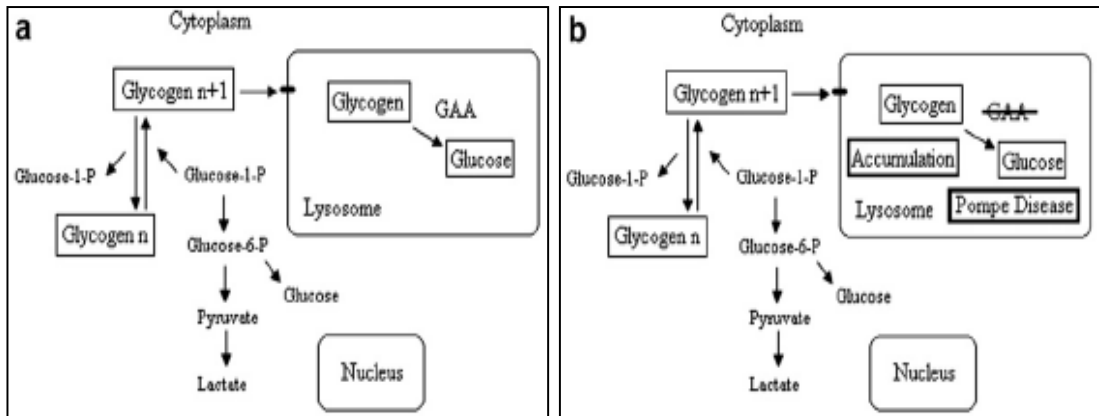 a
Cytoplasm
Glycogen n+1
Glycogen
GAA
Glucose
Glucose-1-P
Glucose-1-P
Lysosome
Glycogen n
Glucose-6-P
Glucose
Pyruvate
Nucleus
Lactate
b
Cytoplasm
Glycogen n+1
Glycogen
GAA
Accumulation
Glucose
Glucose-1-P
Glucose-1-P
Lysosome
Pompe Disease
Glycogen n
Glucose-6-P
Glucose
Pyruvate
Nucleus
Lactate